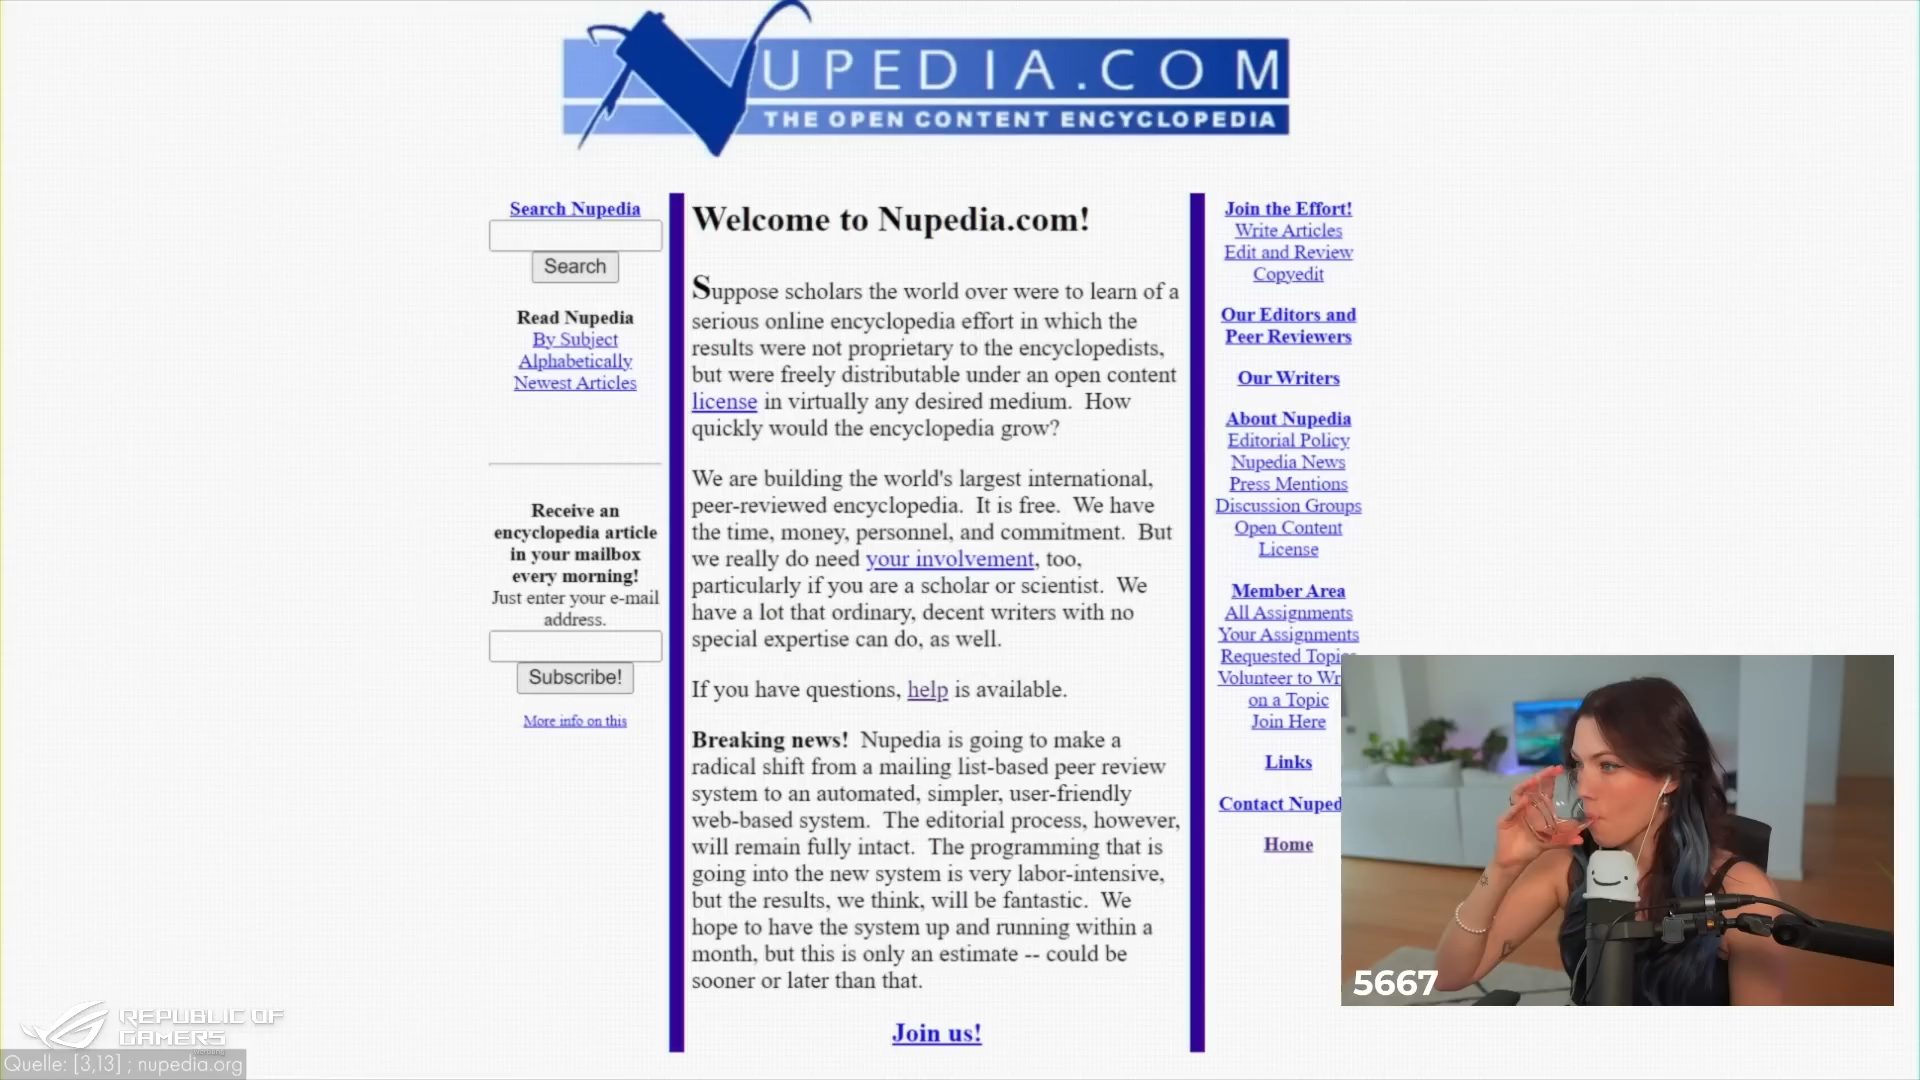 NUPEDIA.COM
THE OPEN CONTENT ENCYCLOPEDIA
Search Nupedia
Search
Read Nupedia
By Subject
Alphabetically
Newest Articles
Receive an
encyclopedia article
in your mailbox
every morning!
Just enter your e-mail
address.
Subscribe!
More info on this
Welcome to Nupedia.com!
Suppose scholars the world over were to learn of a
serious online encyclopedia effort in which the
results were not proprietary to the encyclopedists,
but were freely distributable under an open content
license in virtually any desired medium. How
quickly would the encyclopedia grow?
We are building the world's largest international,
peer-reviewed encyclopedia. It is free. We have
the time, money, personnel, and commitment. But
we really do need your involvement, too,
particularly if you are a scholar or scientist. We
have a lot that ordinary, decent writers with no
special expertise can do, as well.
If you have questions, help is available.
Breaking news! Nupedia is going to make a
radical shift from a mailing list-based peer review
system to an automated, simpler, user-friendly
web-based system. The editorial process, however,
will remain fully intact. The programming that is
going into the new system is very labor-intensive,
but the results, we think, will be fantastic. We
hope to have the system up and running within a
month, but this is only an estimate -- could be
sooner or later than that.
Join us!
Join the Effort!
Write Articles
Edit and Review
Copyedit
Our Editors and
Peer Reviewers
Our Writers
About Nupedia
Editorial Policy
Nupedia News
Press Mentions
Discussion Groups
Open Content
License
Member Area
All Assignments
Your Assignments
Requested Topic
Volunteer to Wr
on a Topic
Join Here
Links
Contact Nuped
Home
5667
REPUBLIC OF
GAMERS
Werbung
Quelle: [3,13] ; nupedia.org